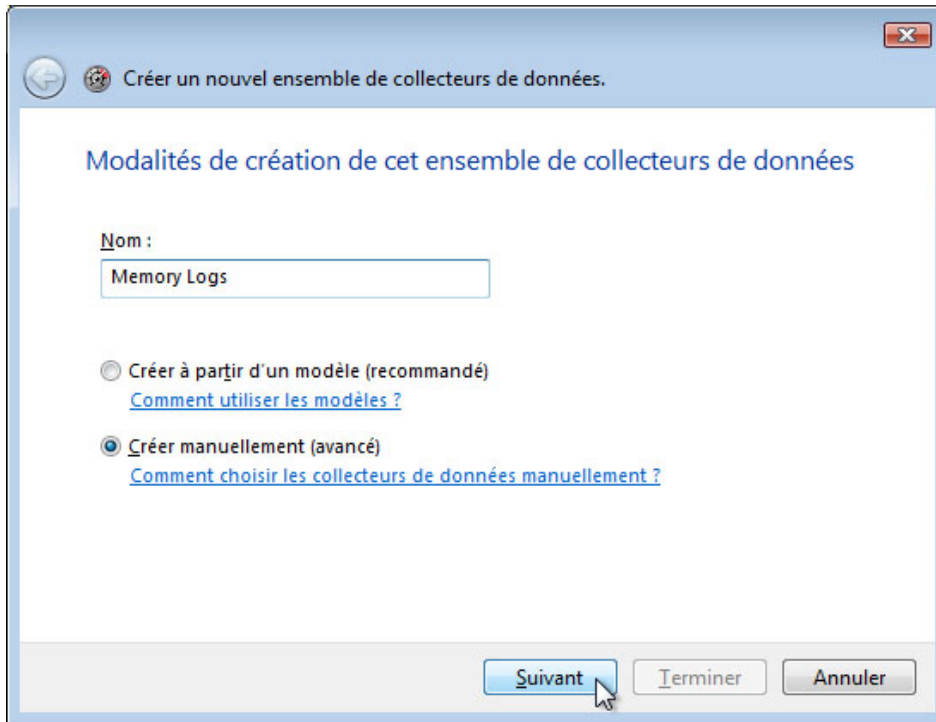 Créer un nouvel ensemble de collecteurs de données.
Modalités de création de cet ensemble de collecteurs de données
Nom :
Memory Logs
Créer à partir d'un modèle (recommandé)
Comment utiliser les modèles ?
Créer manuellement (avancé)
Comment choisir les collecteurs de données manuellement ?
Suivant
Terminer
Annuler